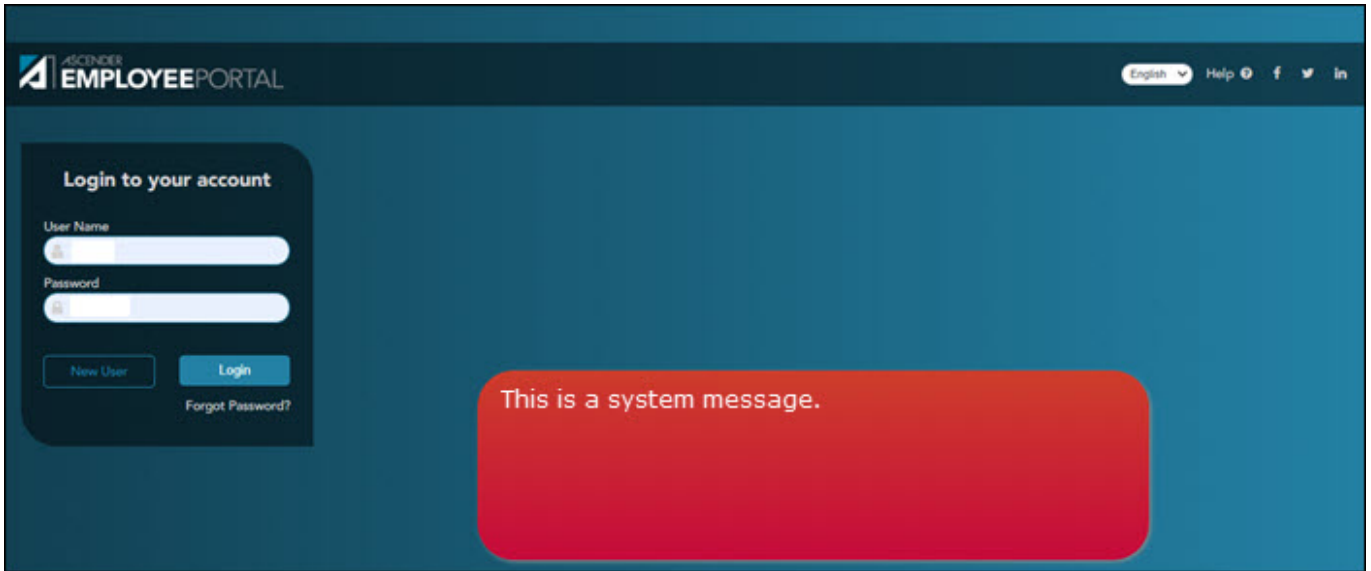 ASCENDER
EMPLOYEEPORTAL
English
Help
Login to your account
User Name
Password
New User
Login
Forgot Password?
This is a system message.